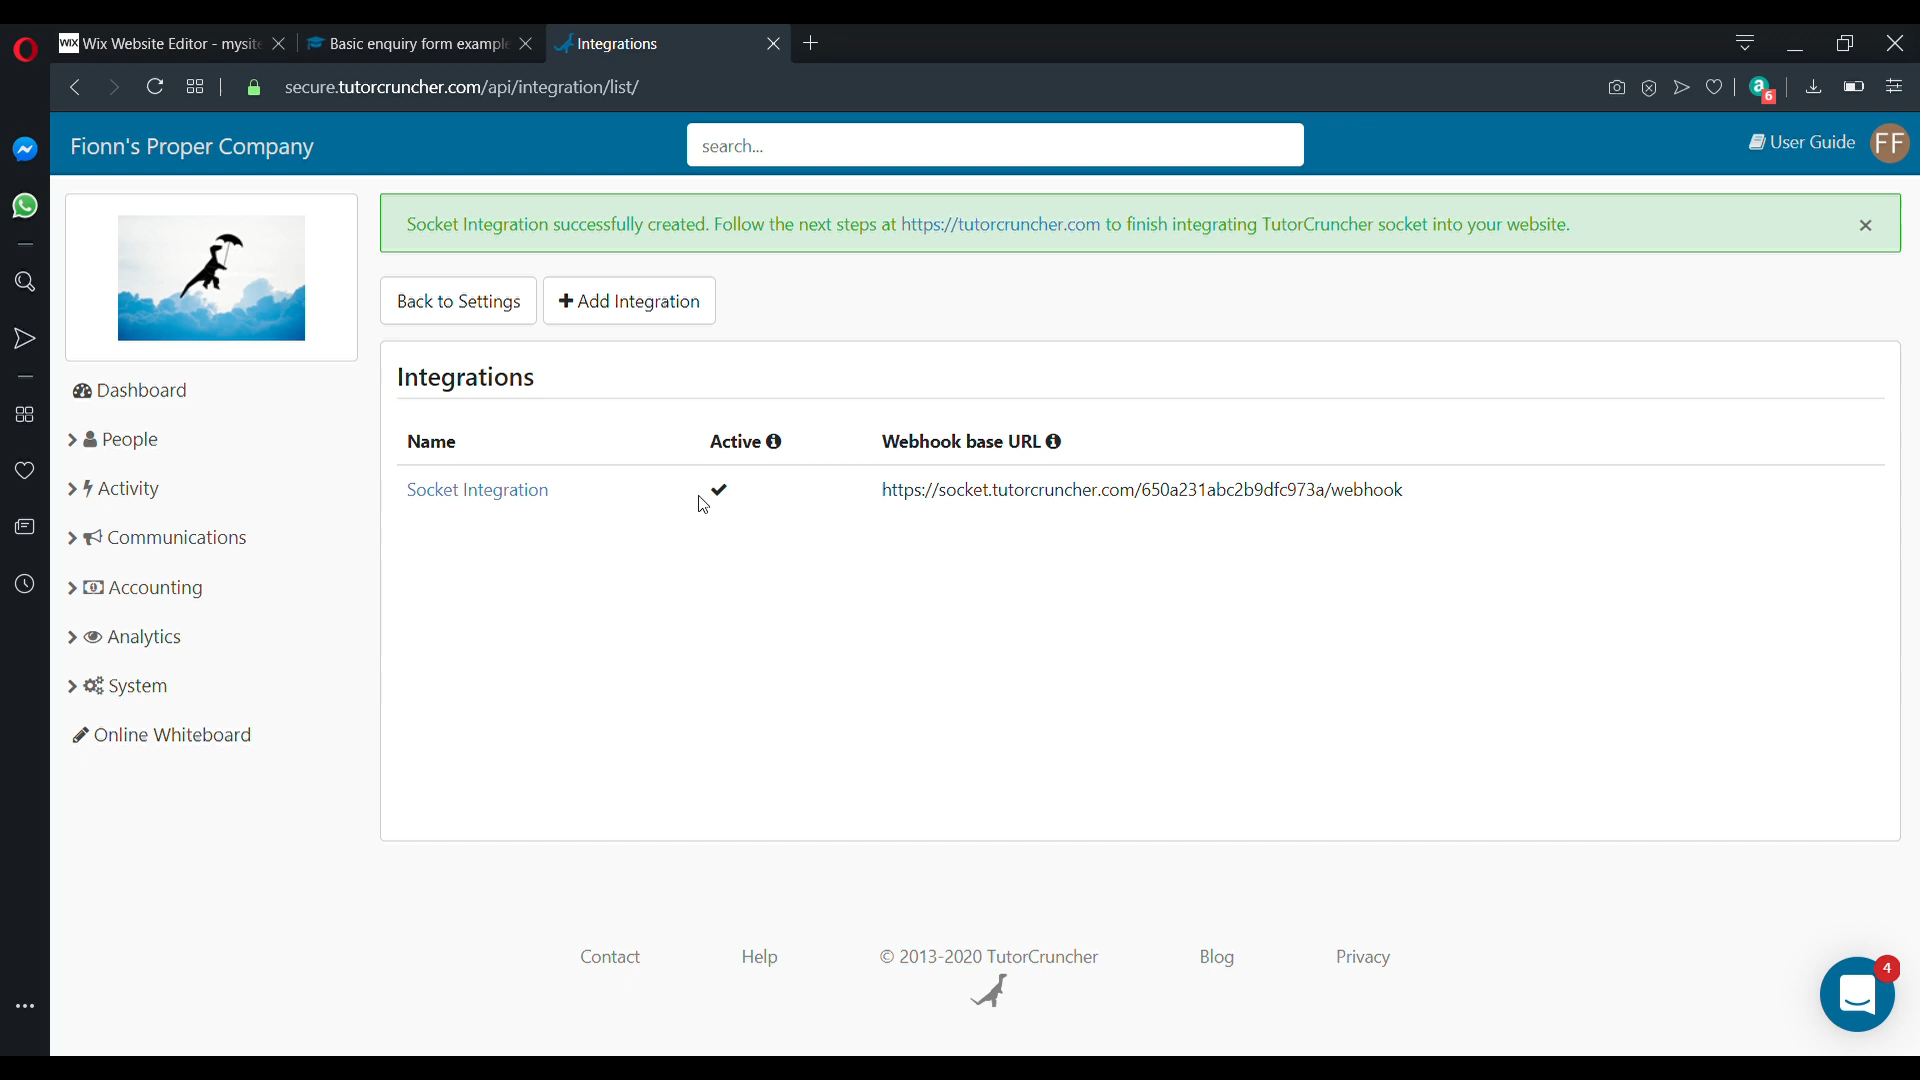 WIX Wix Website Editor - mysite
Basic enquiry form example
Integrations
secure.tutorcruncher.com/api/integration/list/
a 6
Fionn's Proper Company
search...
User Guide
FF
Socket Integration successfully created. Follow the next steps at https://tutorcruncher.com to finish integrating TutorCruncher socket into your website.
Back to Settings
Add Integration
Integrations
Dashboard
People
Activity
Communications
Accounting
Analytics
System
Online Whiteboard
Name Active Webhook base URL
Socket Integration https://socket.tutorcruncher.com/650a231abc2b9dfc973a/webhook
Contact Help © 2013-2020 TutorCruncher Blog Privacy
4